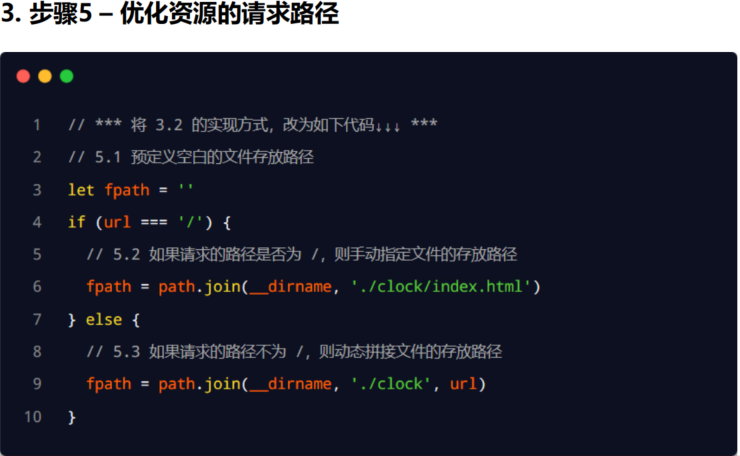 3. 步骤5 – 优化资源的请求路径
1 // *** 将 3.2 的实现方式，改为如下代码↓↓↓ ***
2 // 5.1 预定义空白的文件存放路径
3 let fpath = ''
4 if (url === '/') {
5 // 5.2 如果请求的路径是否为 /，则手动指定文件的存放路径
6 fpath = path.join(__dirname, './clock/index.html')
7 } else {
8 // 5.3 如果请求的路径不为 /，则动态拼接文件的存放路径
9 fpath = path.join(__dirname, './clock', url)
10 }